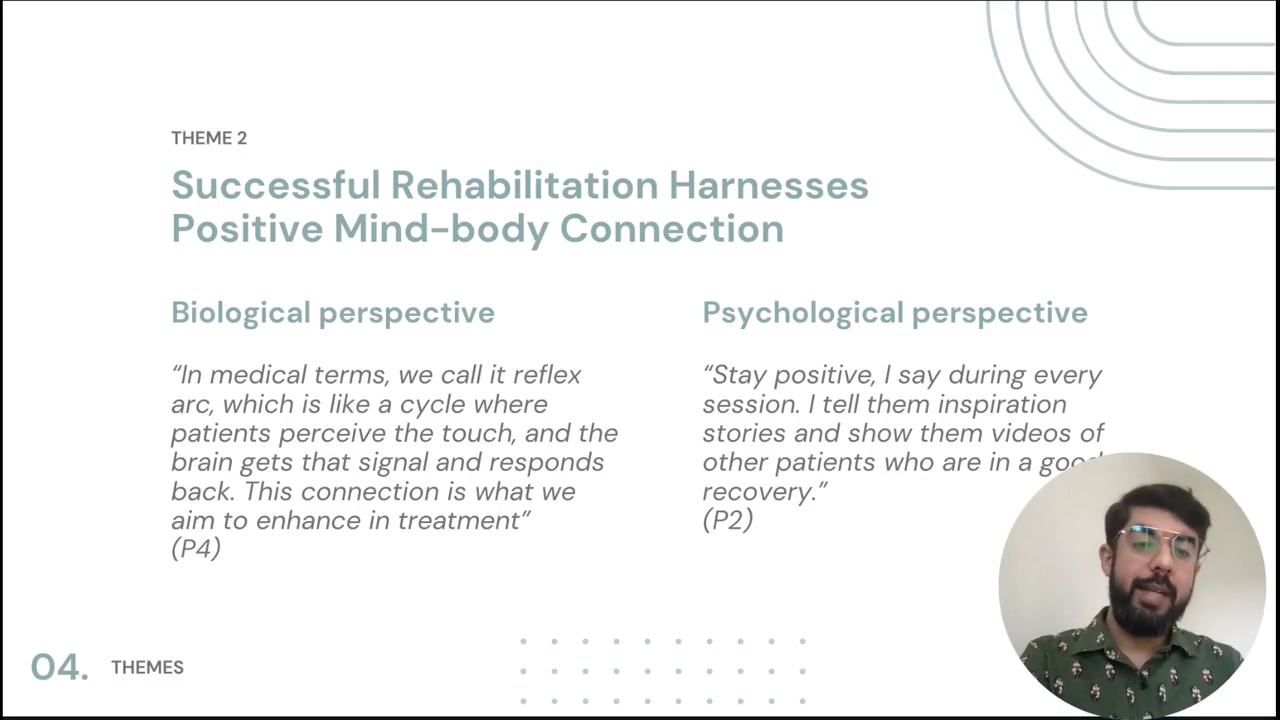 THEME 2
Successful Rehabilitation Harnesses
Positive Mind-body Connection
Biological perspective
“In medical terms, we call it reflex
arc, which is like a cycle where
patients perceive the touch, and the
brain gets that signal and responds
back. This connection is what we
aim to enhance in treatment”
(P4)
Psychological perspective
“Stay positive, I say during every
session. I tell them inspiration
stories and show them videos of
other patients who are in a good
recovery.”
(P2)
04. THEMES